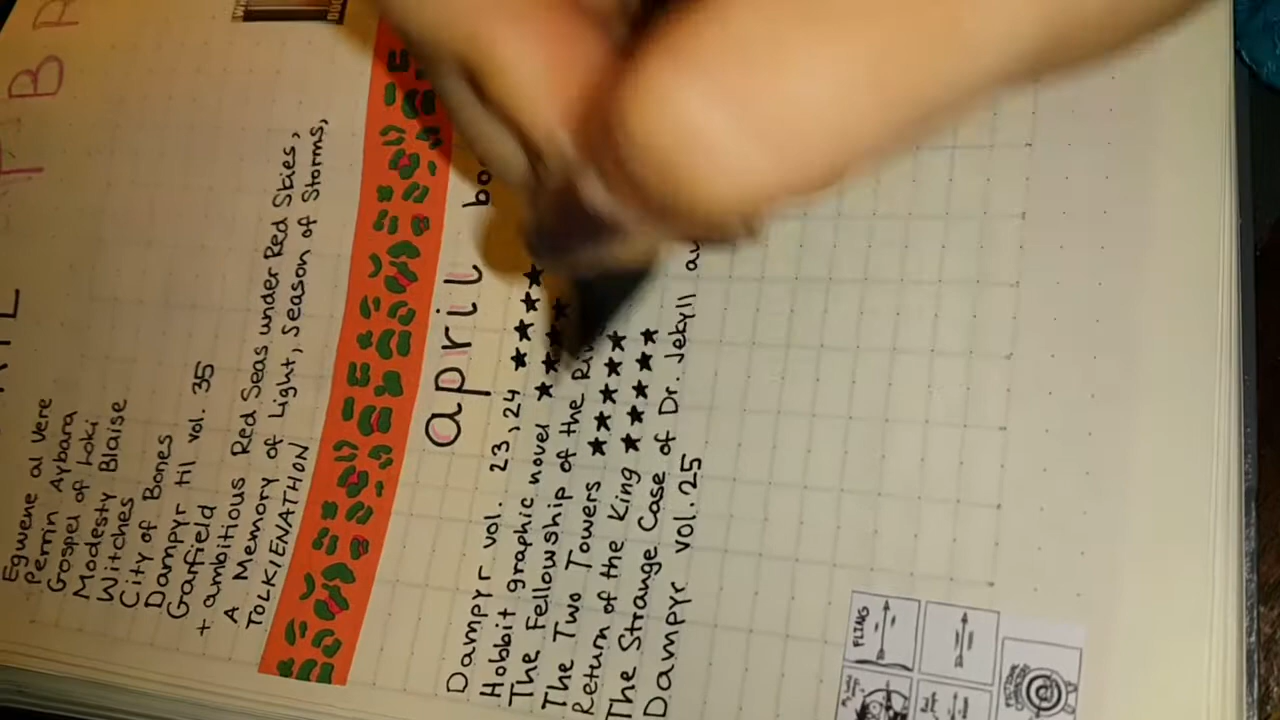 Egwene al Vere
Perrin Aybara
Gospel of Loki
Modesty Blaise
Witches
City of Bones
Dampyr
Garfield Hl vol. 35
+ ambitious Red Seas under Red Skies,
A Memory of Light, Season of Storms,
TOLKIENATHON
april
Dampyr vol. 23, 24 ★★★★
Hobbit graphic novel ★★★★
The Fellowship of the
The Two Towers ★★★★★
Return of the King ★★★★★
The Strange Case of Dr. Jekyll
Dampyr vol. 25
FLING